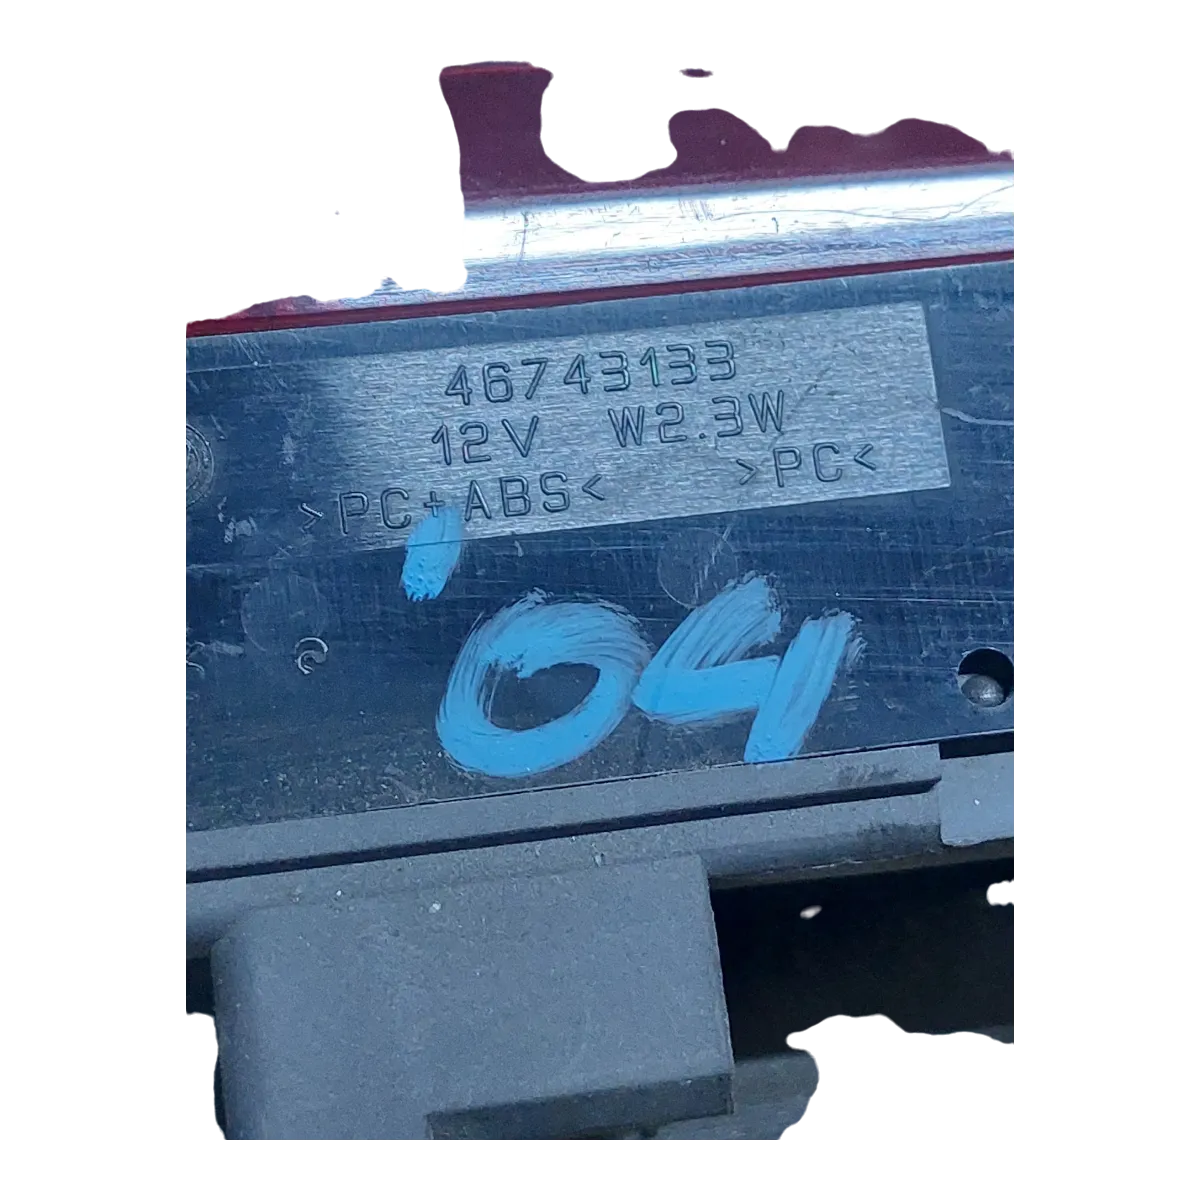 46743133
12V W2.3W
>PC+ABS< >PC<
'04